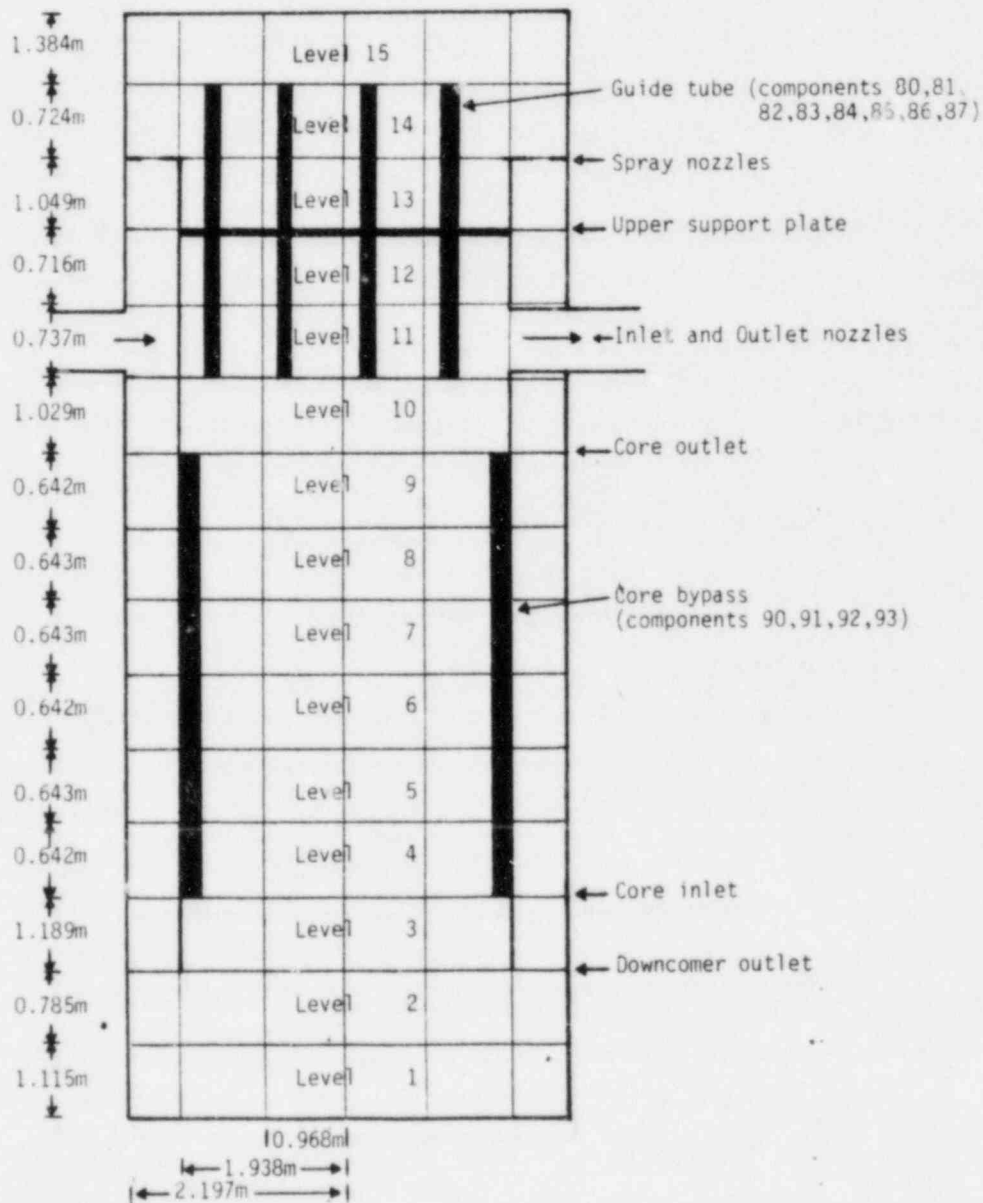 1.384m
Level 15
0.724m
Level 14
Guide tube (components 80,81,
82,83,84,85,86,87)
Spray nozzles
1.049m
Level 13
Upper support plate
0.716m
Level 12
0.737m
Level 11
Inlet and Outlet nozzles
1.029m
Level 10
Core outlet
0.642m
Level 9
0.643m
Level 8
0.643m
Level 7
Core bypass
(components 90,91,92,93)
0.642m
Level 6
0.643m
Level 5
0.642m
Level 4
Core inlet
1.189m
Level 3
Downcomer outlet
0.785m
Level 2
1.115m
Level 1
0.968m
1.938m
2.197m